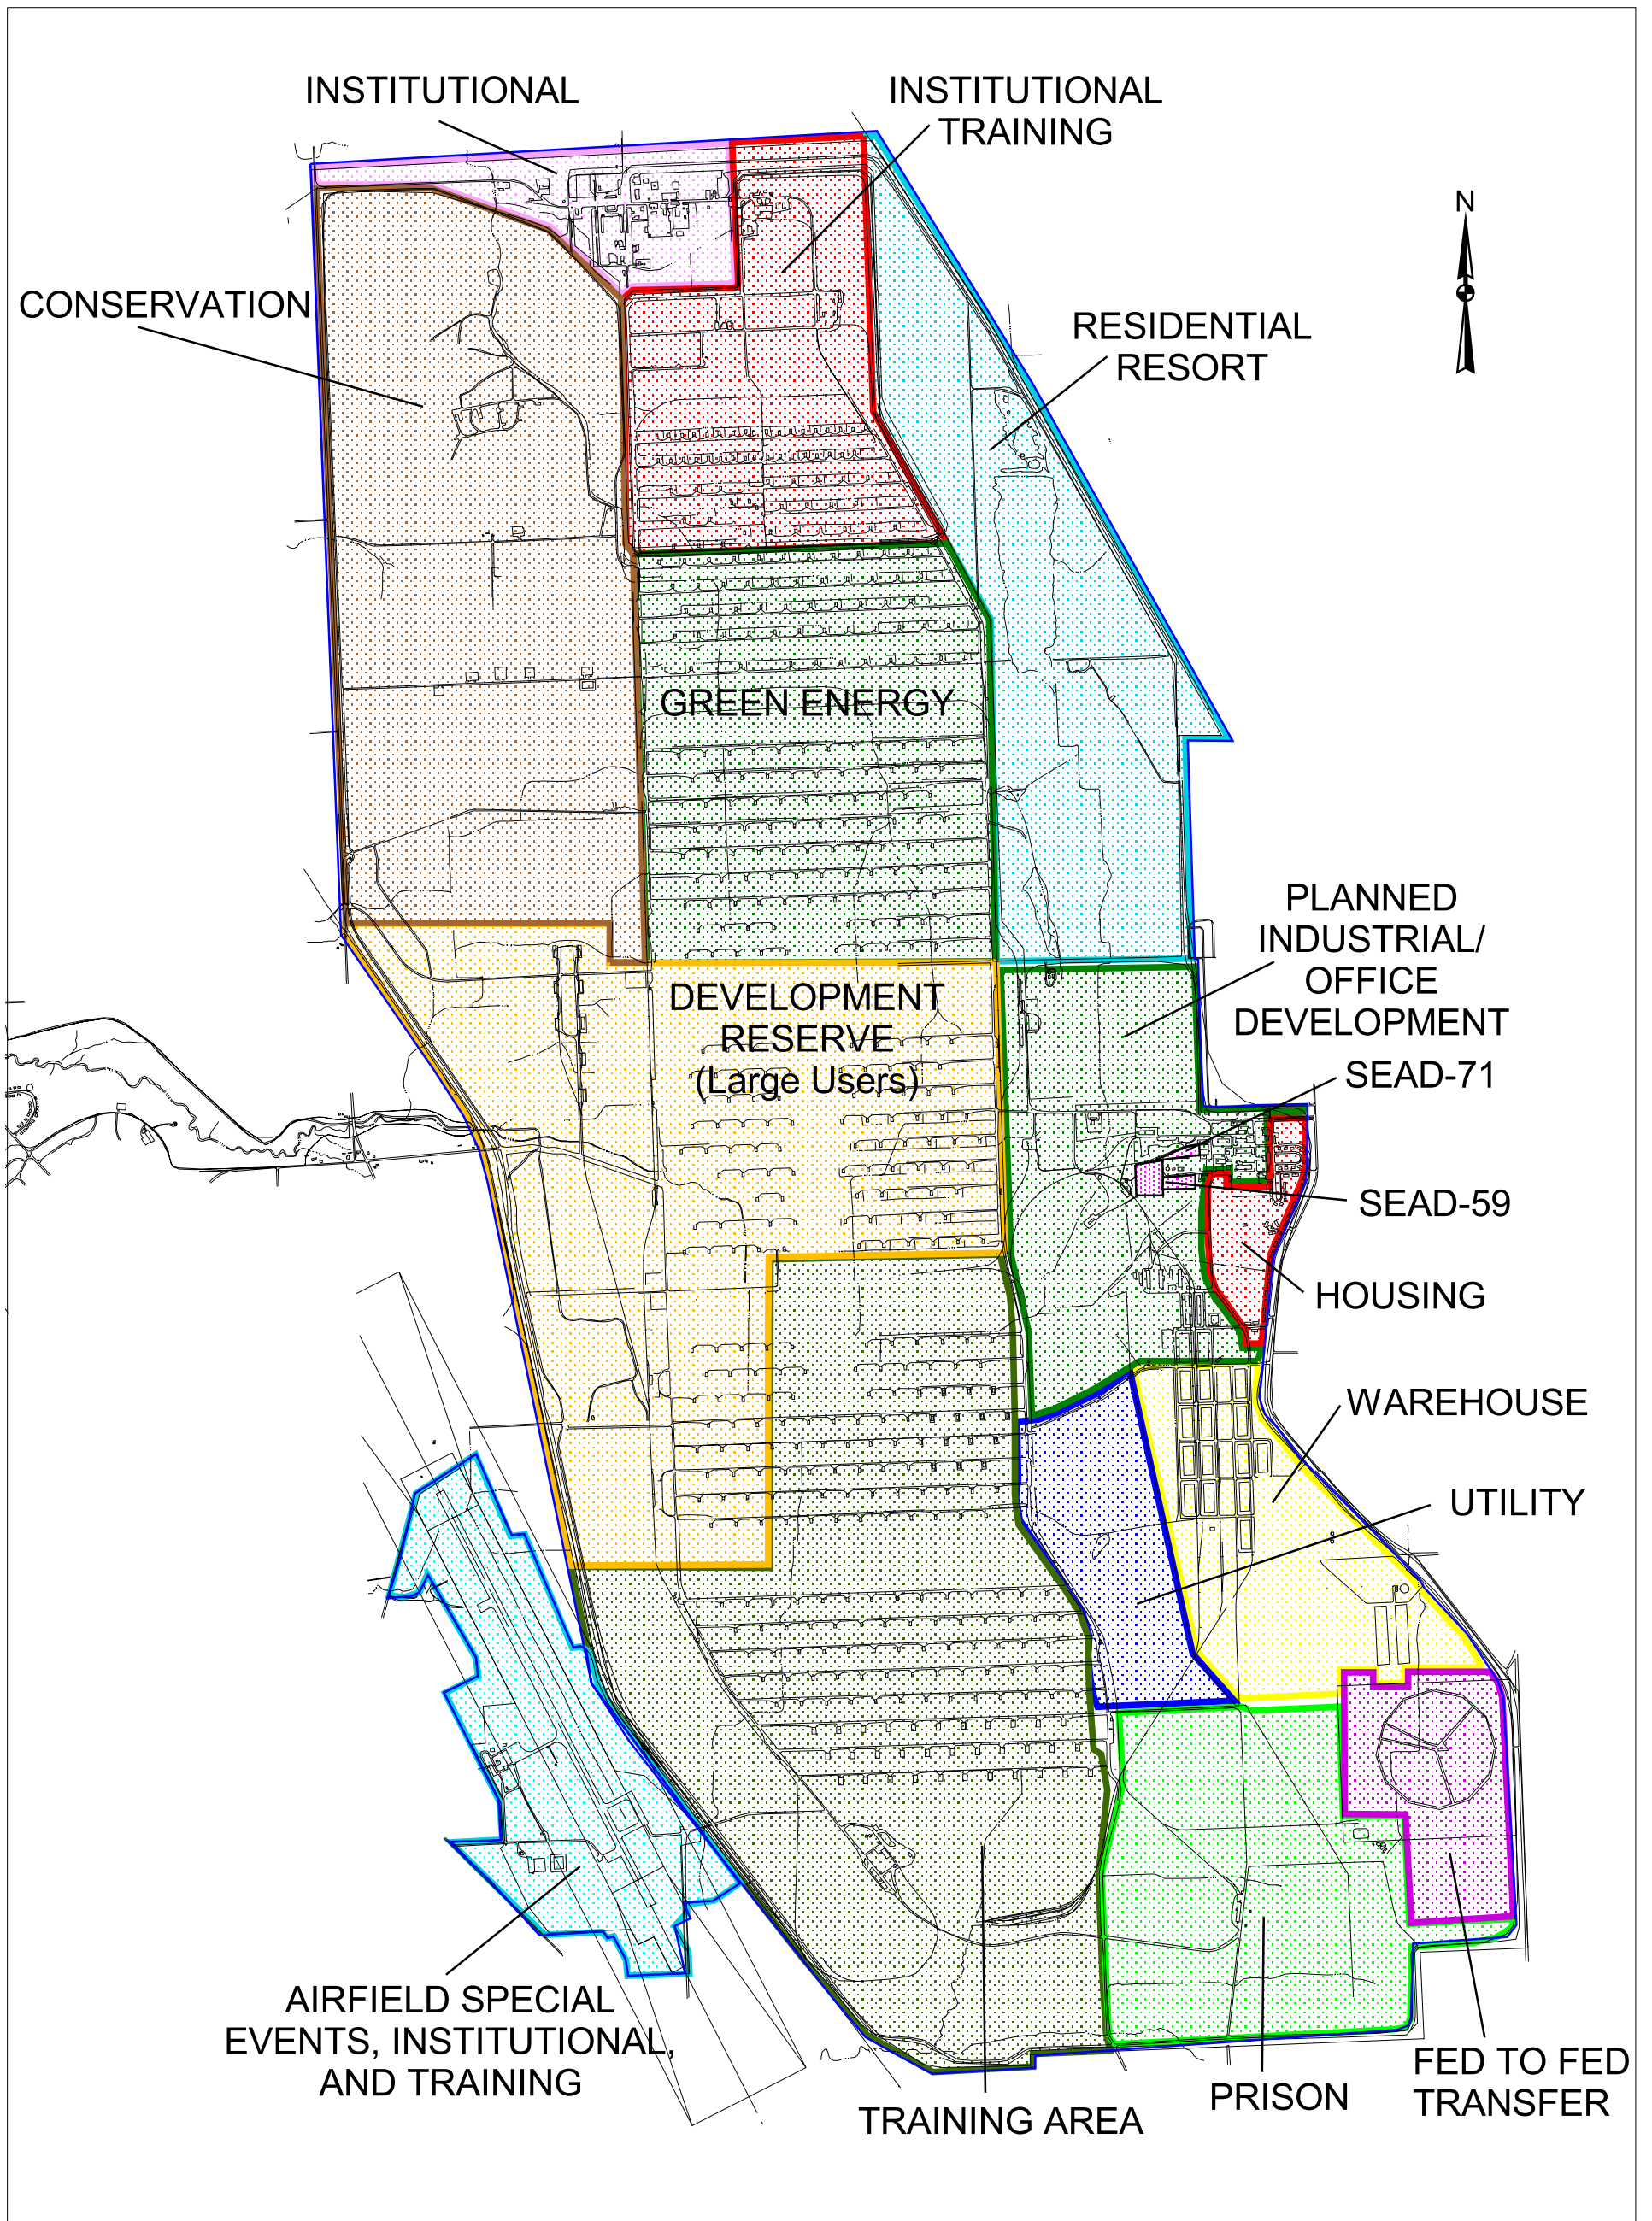 INSTITUTIONAL
INSTITUTIONAL
TRAINING
N
CONSERVATION
RESIDENTIAL
RESORT
GREEN ENERGY
PLANNED
INDUSTRIAL/
OFFICE
DEVELOPMENT
DEVELOPMENT
RESERVE
(Large Users)
SEAD-71
SEAD-59
HOUSING
WAREHOUSE
UTILITY
AIRFIELD SPECIAL
EVENTS, INSTITUTIONAL,
AND TRAINING
TRAINING AREA
PRISON
FED TO FED
TRANSFER